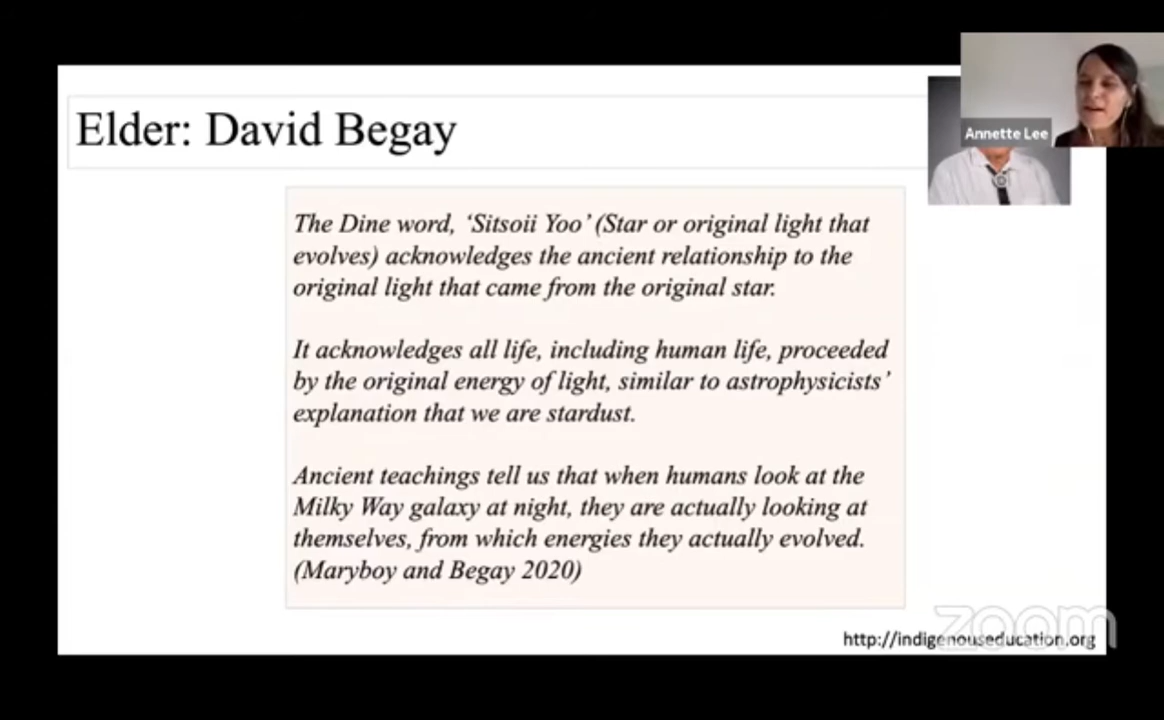 Elder: David Begay
Annette Lee
The Dine word, ‘Sitsoii Yoo’ (Star or original light that
evolves) acknowledges the ancient relationship to the
original light that came from the original star.
It acknowledges all life, including human life, proceeded
by the original energy of light, similar to astrophysicists’
explanation that we are stardust.
Ancient teachings tell us that when humans look at the
Milky Way galaxy at night, they are actually looking at
themselves, from which energies they actually evolved.
(Maryboy and Begay 2020)
zoom
http://indigenouseducation.org